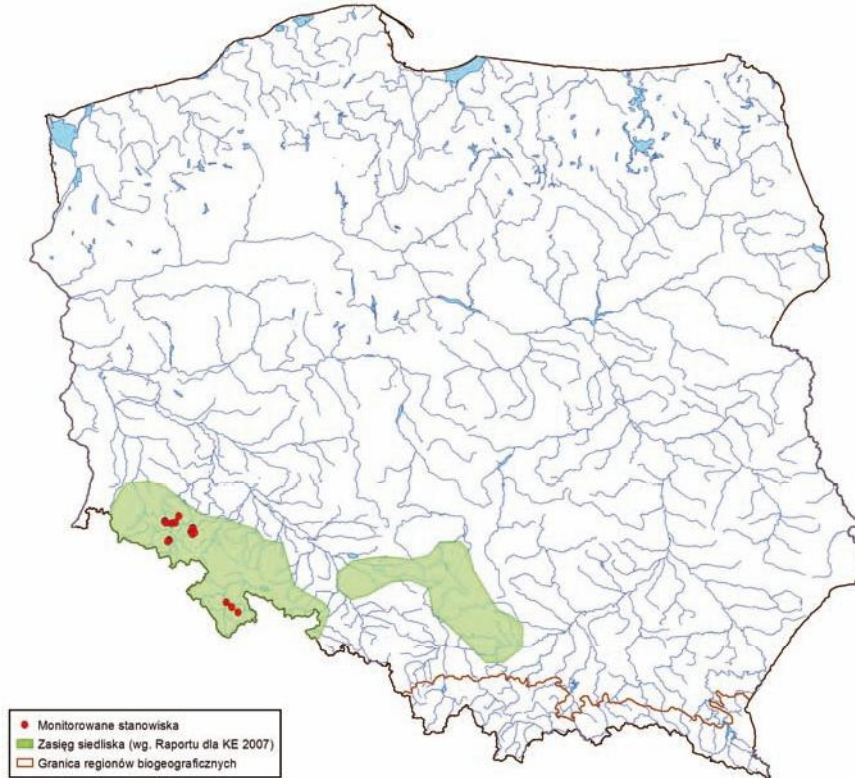 Monitorowane stanowiska
Zasięg siedliska (wg. Raportu dla KE 2007)
Granica regionów biogeograficznych